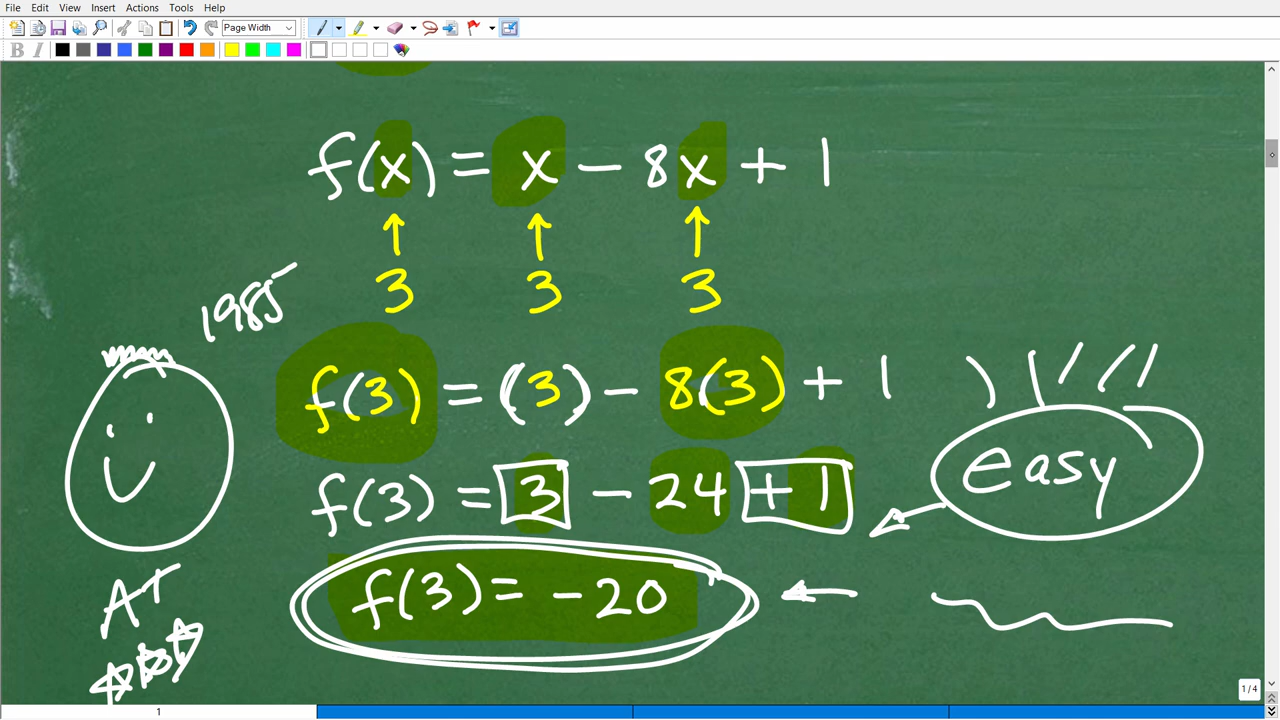 File Edit View Insert Actions Tools Help
Page Width
B I
f(x) = x - 8x + 1
↑ ↑ ↑
3 3 3
1985
f(3) = (3) - 8(3) + 1
f(3) = 3 - 24 + 1
easy
f(3) = -20
A+
1/4
1